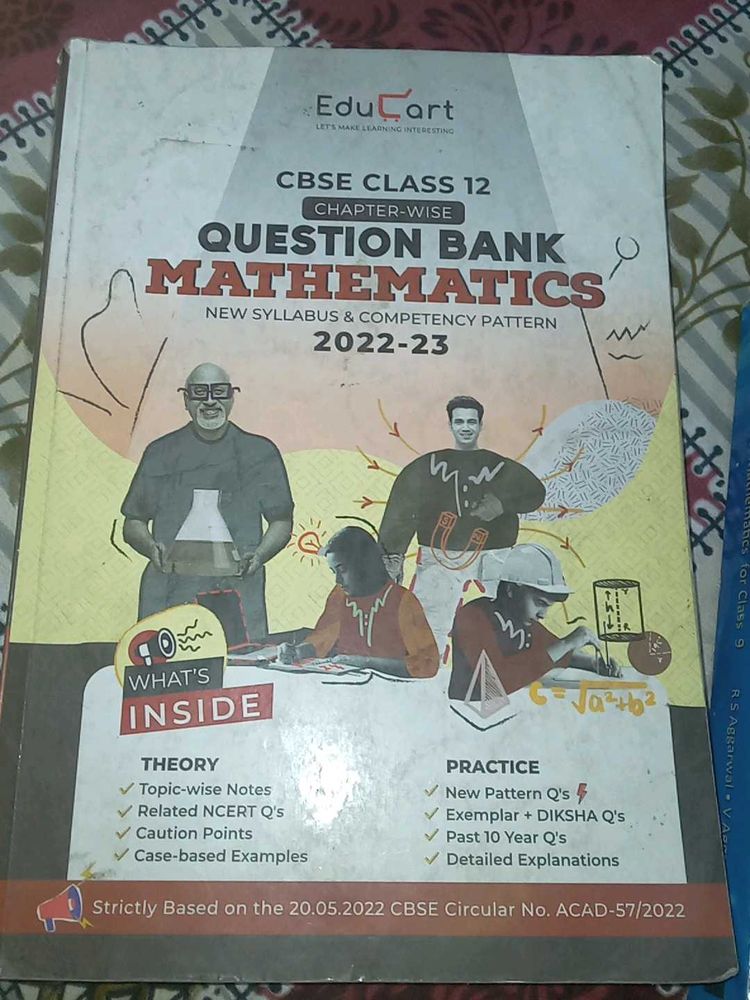 EduCart
LET'S MAKE LEARNING INTERESTING
CBSE CLASS 12
CHAPTER-WISE
QUESTION BANK
MATHEMATICS
NEW SYLLABUS & COMPETENCY PATTERN
2022-23
h
r
R
C = √a²+b²
WHAT'S
INSIDE
THEORY
Topic-wise Notes
Related NCERT Q's
Caution Points
Case-based Examples
PRACTICE
New Pattern Q's
Exemplar + DIKSHA Q's
Past 10 Year Q's
Detailed Explanations
Strictly Based on the 20.05.2022 CBSE Circular No. ACAD-57/2022
for Class 9
R S Aggarwal